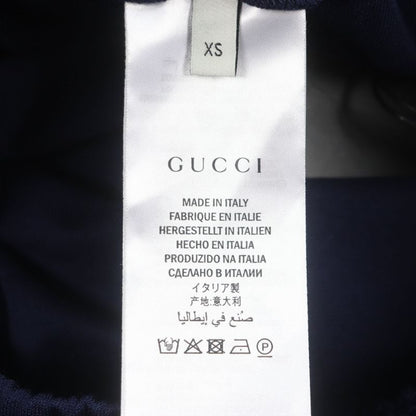 XS
GUCCI
MADE IN ITALY
FABRIQUE EN ITALIE
HERGESTELLT IN ITALIEN
HECHO EN ITALIA
PRODUZIDO NA ITALIA
СДЕЛАНО В ИТАЛИИ
イタリア製
产地:意大利
صُنع في إيطاليا
P